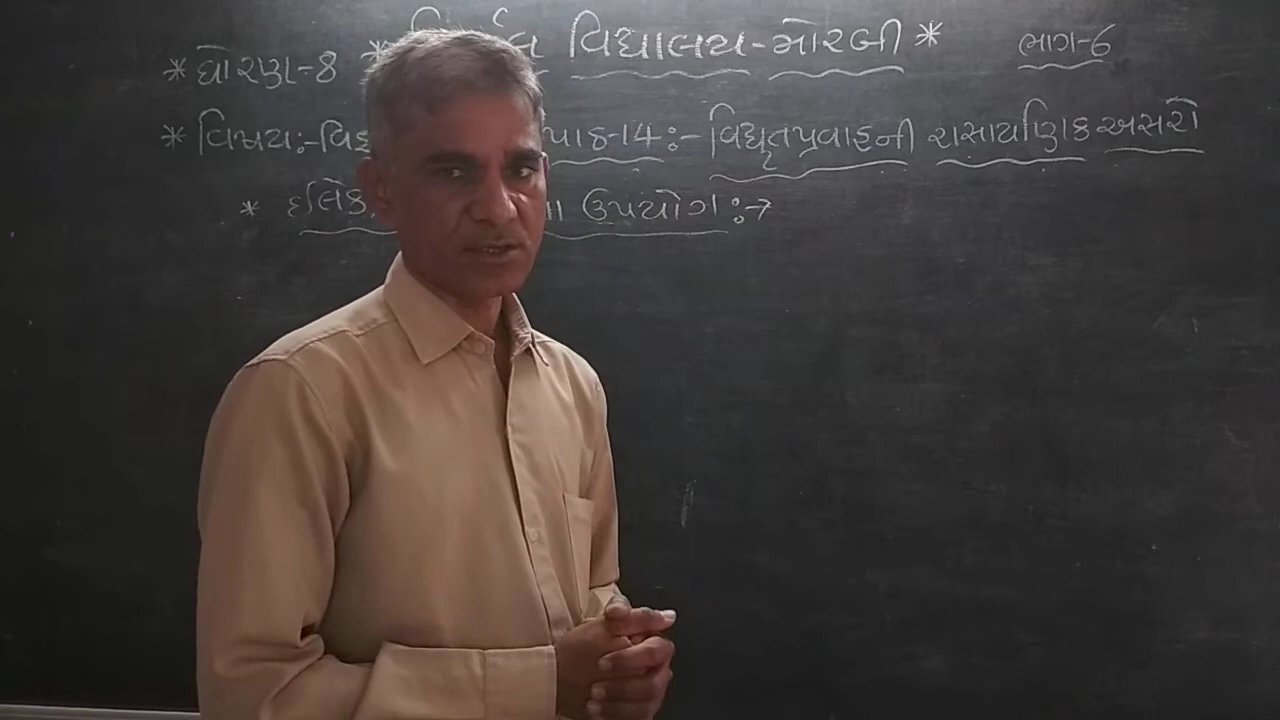 વિદ્યાલય-મોરબી *
* ધોરણ-8
ભાગ-6
* વિષય:- પાઠ-14:- વિદ્યુતપ્રવાહની રાસાયણિક અસરો
* ઉપયોગ:→